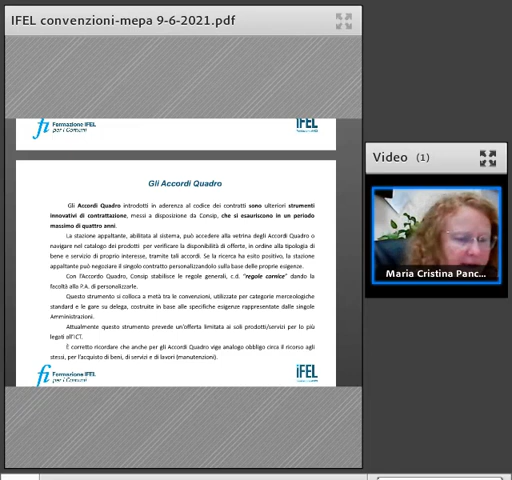 IFEL convenzioni-mepa 9-6-2021.pdf
Formazione IFEL
per i Comuni
IFEL
Gli Accordi Quadro
Gli Accordi Quadro introdotti in aderenza al codice dei contratti sono ulteriori strumenti
innovativi di contrattazione, messi a disposizione da Consip, che si esauriscono in un periodo
massimo di quattro anni.
La stazione appaltante, abilitata al sistema, può accedere alla vetrina degli Accordi Quadro o
navigare nel catalogo dei prodotti per verificare la disponibilità di offerte, in ordine alla tipologia di
bene e servizio di proprio interesse, tramite tali accordi. Se la ricerca ha esito positivo, la stazione
appaltante può negoziare il singolo contratto personalizzandolo sulla base delle proprie esigenze.
Con l'Accordo Quadro, Consip stabilisce le regole generali, c.d. "regole cornice" dando la
facoltà alla P.A. di personalizzarle.
Questo strumento si colloca a metà tra le convenzioni, utilizzate per categorie merceologiche
standard e le gare su delega, costruite in base alle specifiche esigenze rappresentate dalle singole
Amministrazioni.
Attualmente questo strumento prevede un'offerta limitata ai soli prodotti/servizi per lo più
legati all'ICT.
È corretto ricordare che anche per gli Accordi Quadro vige analogo obbligo circa il ricorso agli
stessi, per l'acquisto di beni, di servizi e di lavori (manutenzioni).
Formazione IFEL
per i Comuni
IFEL
Video (1)
Maria Cristina Panc...